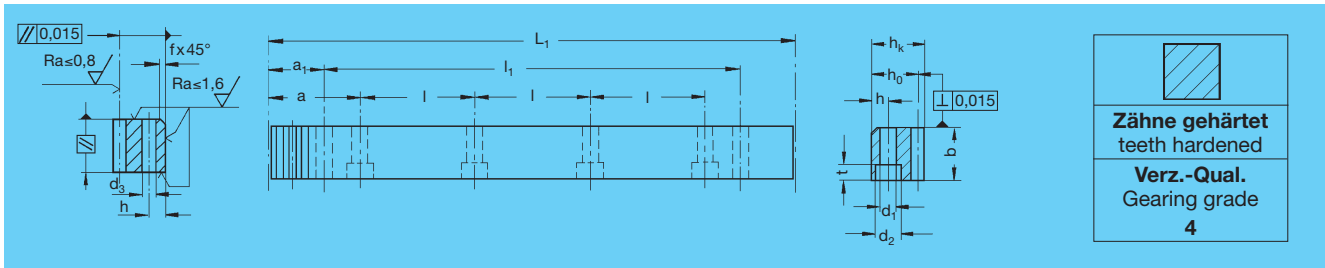 // 0,015
f x 45°
Ra≤0,8
Ra≤1,6
//
d3
h
L1
a1
l1
a
l
l
l
hk
h0
h
⊥ 0,015
t
b
d1
d2
Zähne gehärtet
teeth hardened
Verz.-Qual.
Gearing grade
4